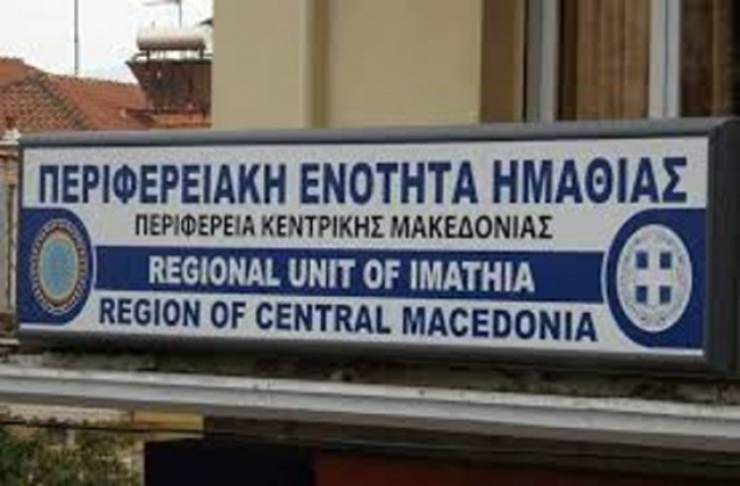 ΠΕΡΙΦΕΡΕΙΑΚΗ ΕΝΟΤΗΤΑ ΗΜΑΘΙΑΣ
ΠΕΡΙΦΕΡΕΙΑ ΚΕΝΤΡΙΚΗΣ ΜΑΚΕΔΟΝΙΑΣ
REGIONAL UNIT OF IMATHIA
REGION OF CENTRAL MACEDONIA